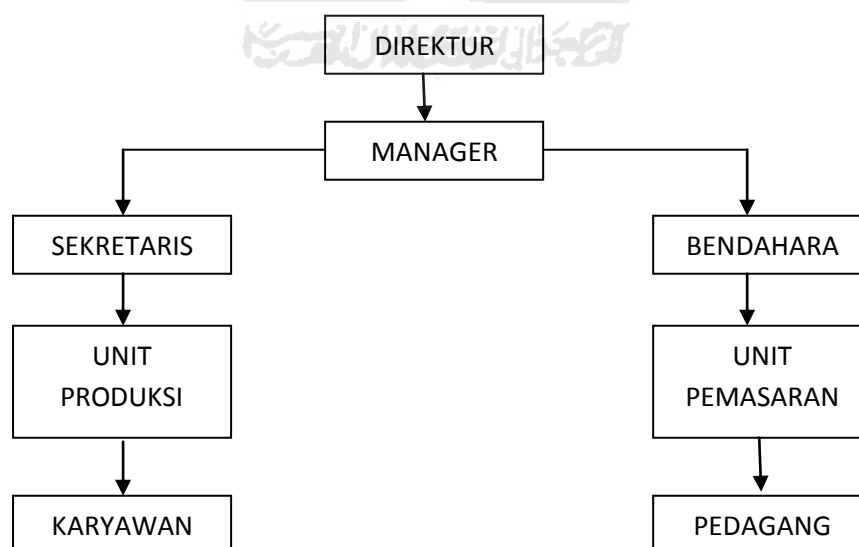 DIREKTUR
MANAGER
SEKRETARIS
BENDAHARA
UNIT
PRODUKSI
UNIT
PEMASARAN
KARYAWAN
PEDAGANG